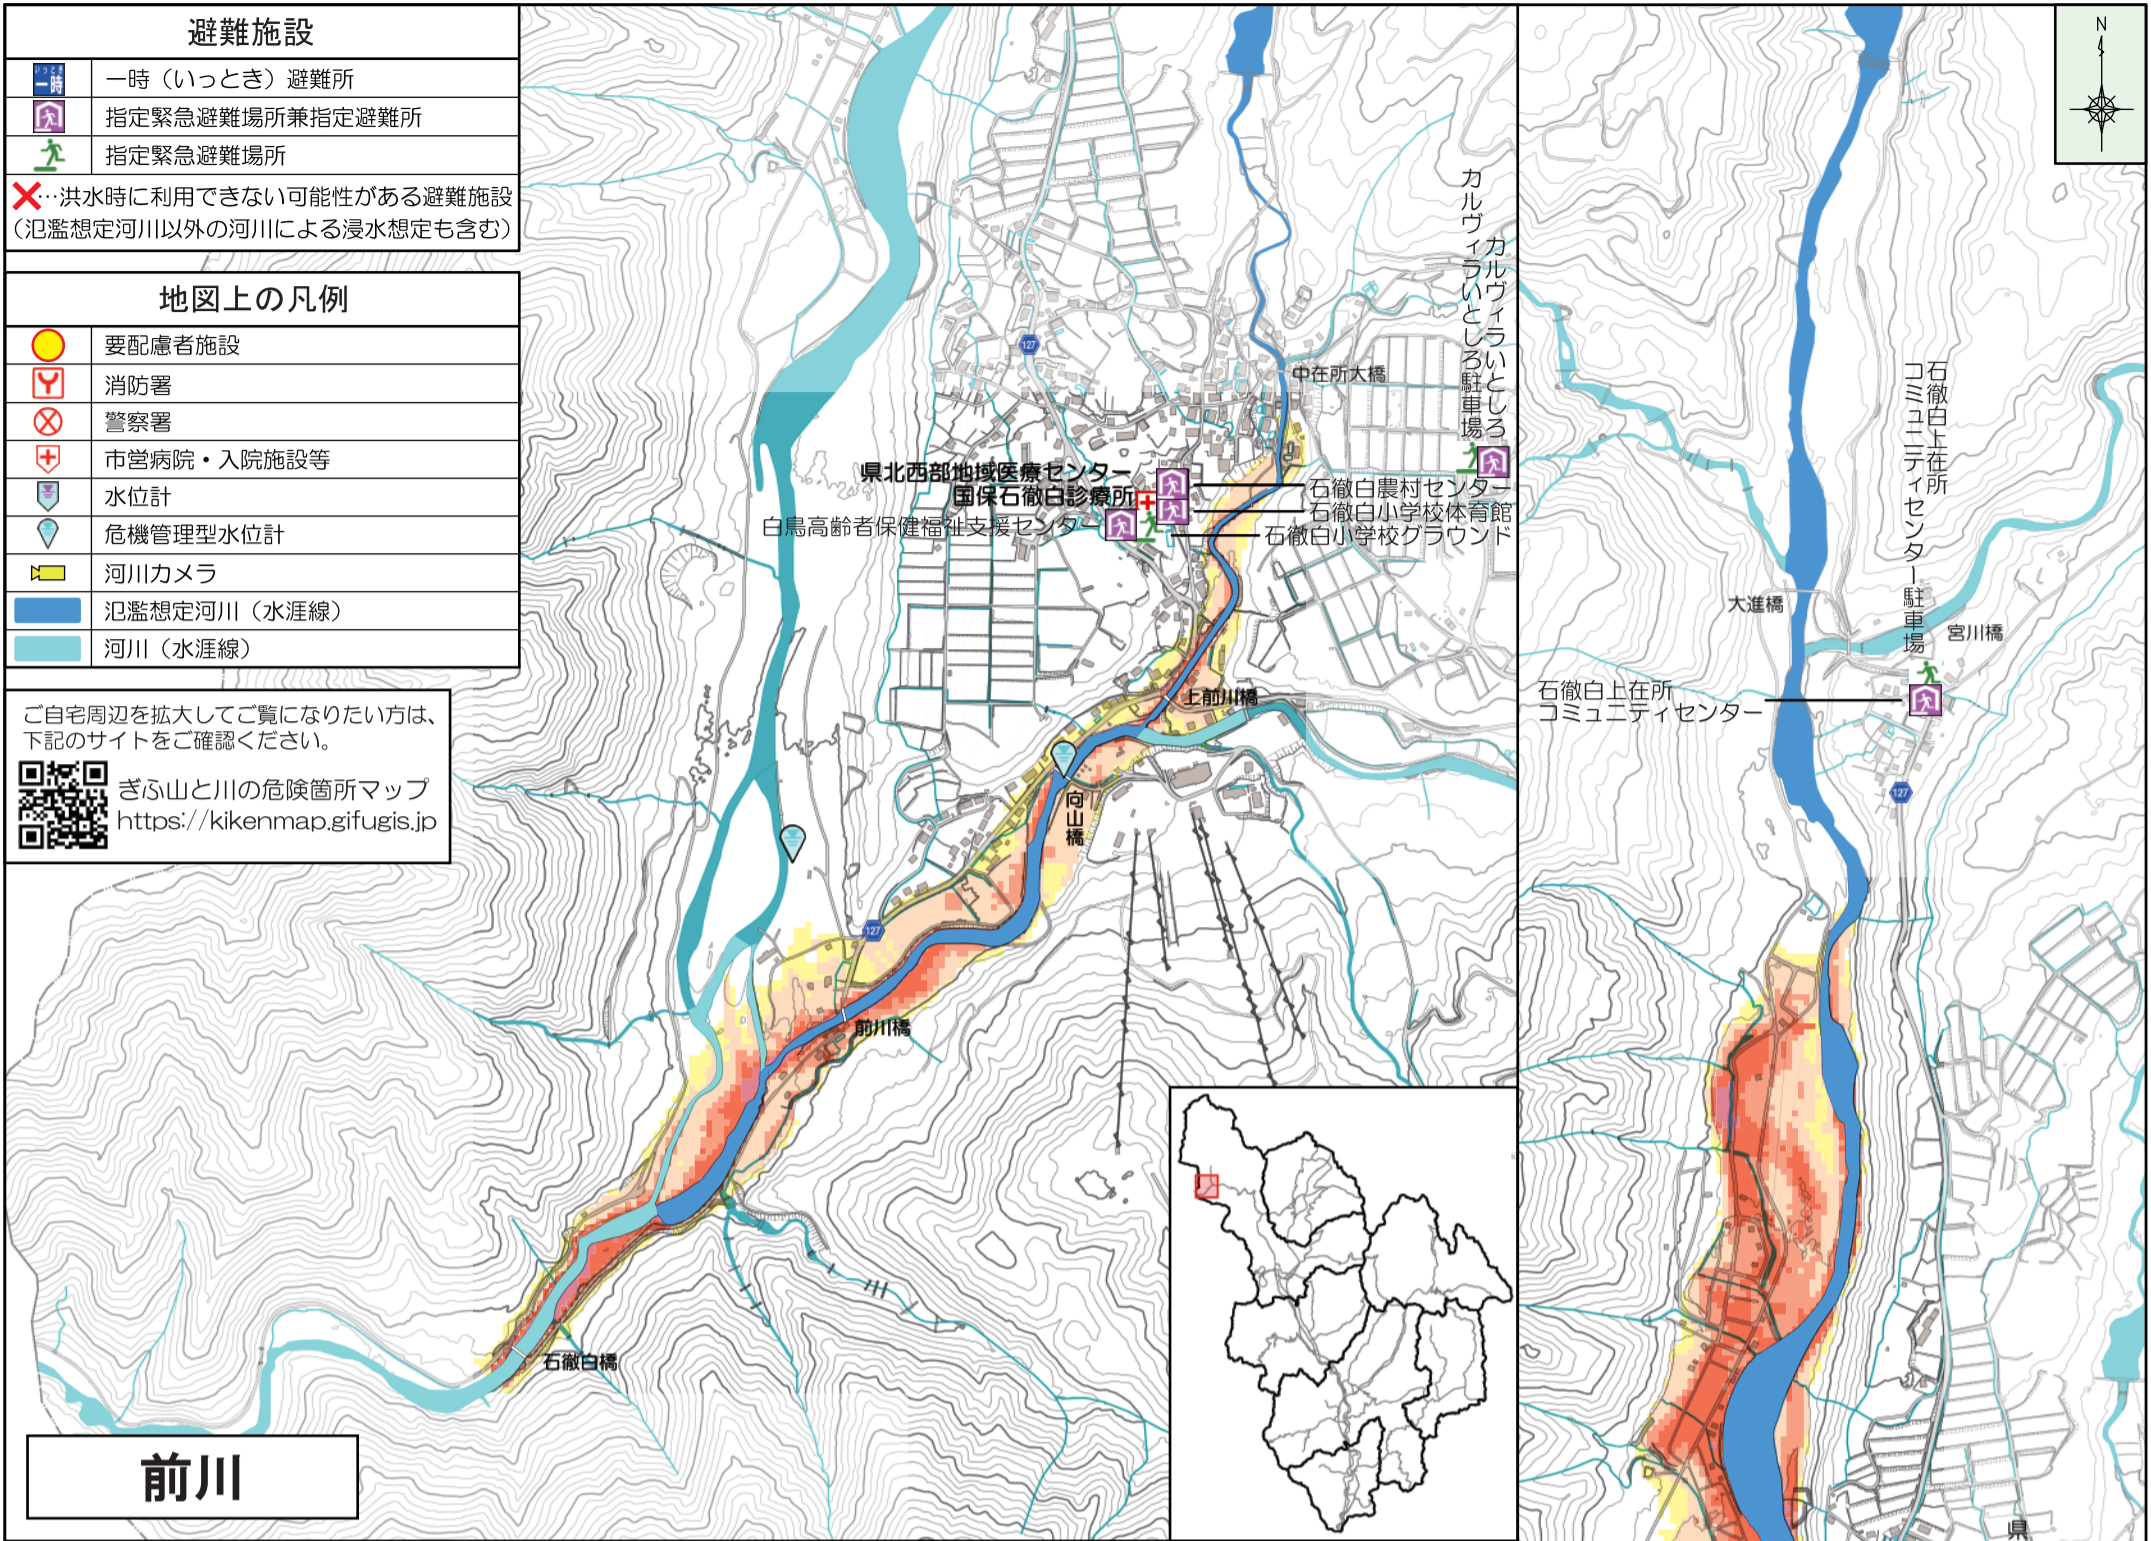 避難施設
いっとき
一時
一時（いっとき）避難所
指定緊急避難場所兼指定避難所
指定緊急避難場所
…洪水時に利用できない可能性がある避難施設
（氾濫想定河川以外の河川による浸水想定も含む）
地図上の凡例
要配慮者施設
消防署
警察署
市営病院・入院施設等
水位計
危機管理型水位計
河川カメラ
氾濫想定河川（水涯線）
河川（水涯線）
ご自宅周辺を拡大してご覧になりたい方は、
下記のサイトをご確認ください。
ぎふ山と川の危険箇所マップ
https://kikenmap.gifugis.jp
前川
127
中在所大橋
カルヴィラいとしろ
カルヴィラいとしろ駐車場
県北西部地域医療センター
国保石徹白診療所
白鳥高齢者保健福祉支援センター
石徹白農村センター
石徹白小学校体育館
石徹白小学校グラウンド
上前川橋
向山橋
127
前川橋
石徹白橋
N
石徹白上在所
コミュニティセンター駐車場
大進橋
宮川橋
石徹白上在所
コミュニティセンター
127
県